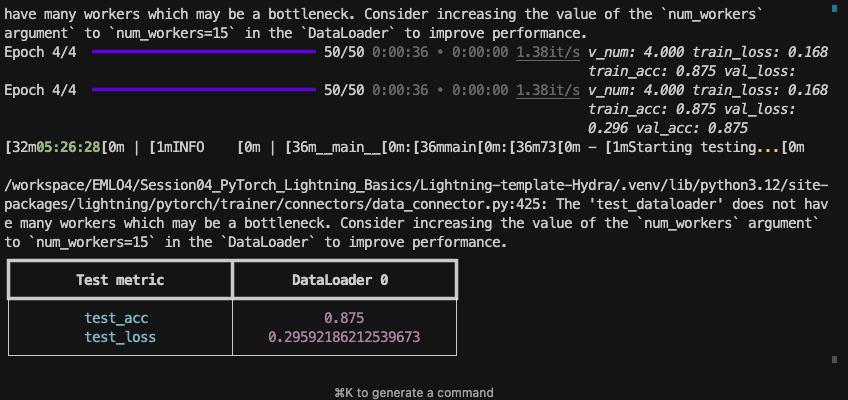 have many workers which may be a bottleneck. Consider increasing the value of the `num_workers`
argument` to `num_workers=15` in the `DataLoader` to improve performance.
Epoch 4/4 50/50 0:00:36 • 0:00:00 1.38it/s v_num: 4.000 train_loss: 0.168
train_acc: 0.875 val_loss:
Epoch 4/4 50/50 0:00:36 • 0:00:00 1.38it/s v_num: 4.000 train_loss: 0.168
train_acc: 0.875 val_loss:
0.296 val_acc: 0.875
[32m05:26:28[0m | [1mINFO    [0m | [36m__main__[0m:[36mmain[0m:[36m73[0m - [1mStarting testing...[0m
/workspace/EMLO4/Session04_PyTorch_Lightning_Basics/Lightning-template-Hydra/.venv/lib/python3.12/site-
packages/lightning/pytorch/trainer/connectors/data_connector.py:425: The 'test_dataloader' does not hav
e many workers which may be a bottleneck. Consider increasing the value of the `num_workers` argument`
to `num_workers=15` in the `DataLoader` to improve performance.
Test metric DataLoader 0
test_acc 0.875
test_loss 0.29592186212539673
⌘K to generate a command